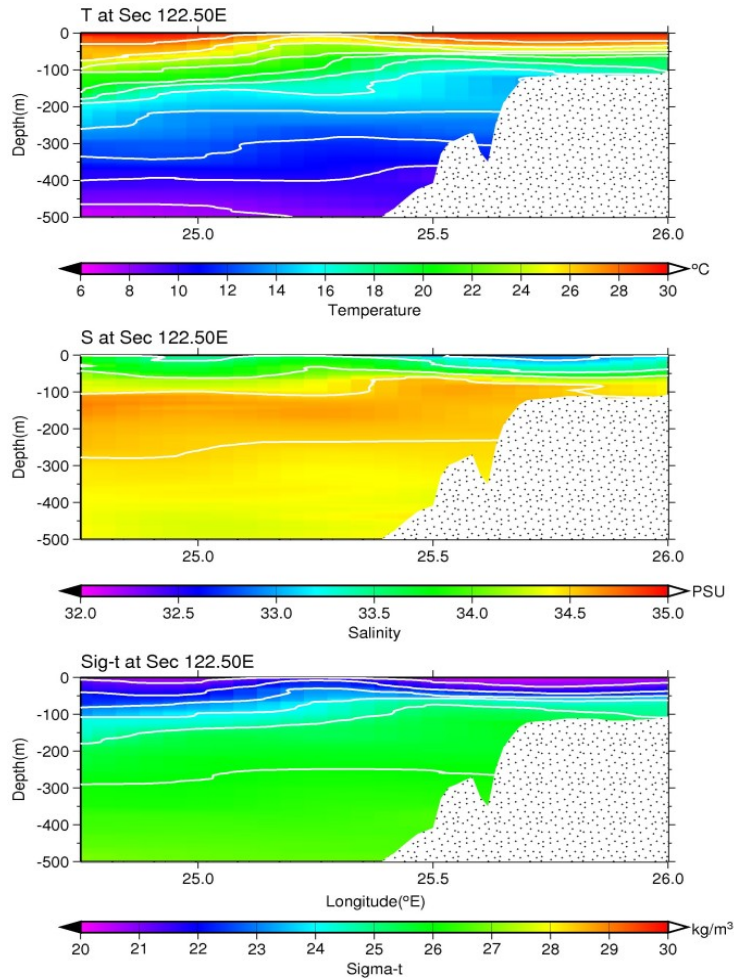 T at Sec 122.50E
0
-100
-200
-300
-400
-500
Depth(m)
25.0 25.5 26.0
6 8 10 12 14 16 18 20 22 24 26 28 30 ºC
Temperature
S at Sec 122.50E
0
-100
-200
-300
-400
-500
Depth(m)
25.0 25.5 26.0
32.0 32.5 33.0 33.5 34.0 34.5 35.0 PSU
Salinity
Sig-t at Sec 122.50E
0
-100
-200
-300
-400
-500
Depth(m)
25.0 25.5 26.0
Longitude(ºE)
20 21 22 23 24 25 26 27 28 29 30 kg/m³
Sigma-t